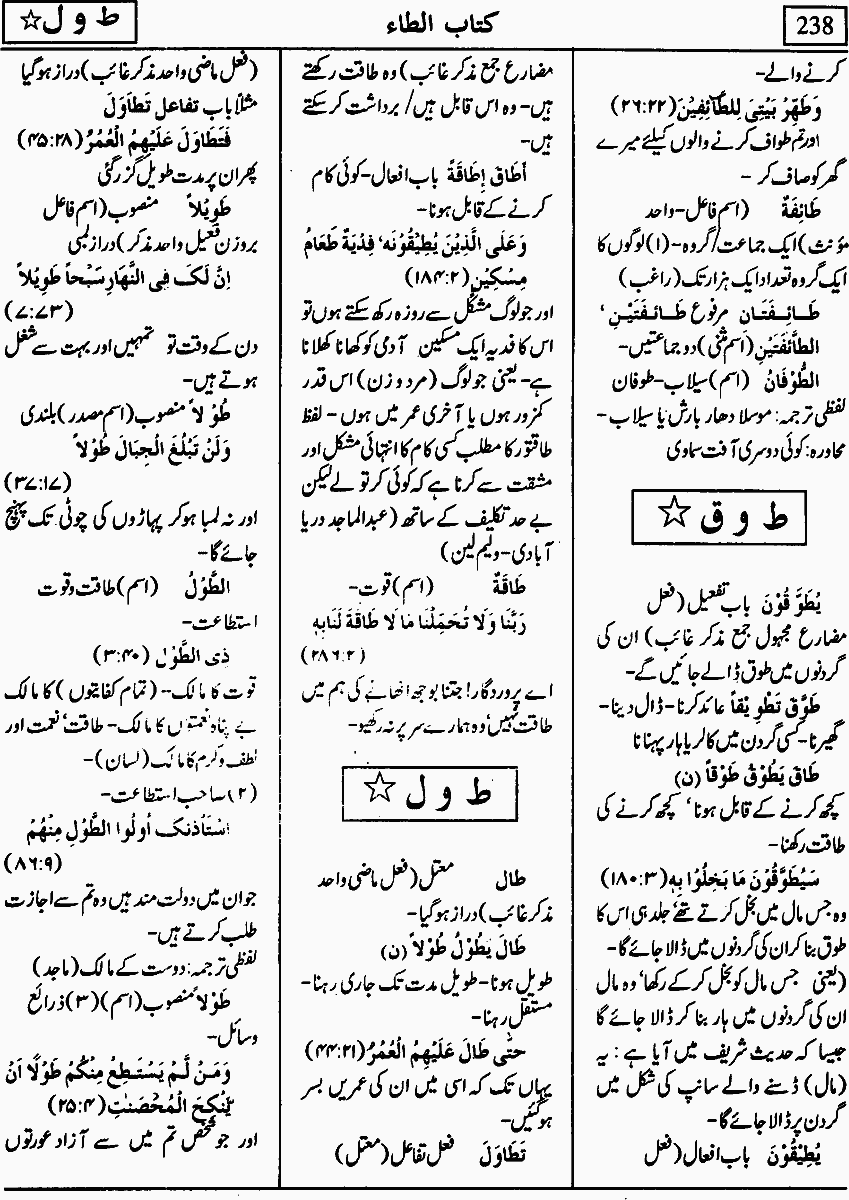 238
کتاب الطاء
ط و ل ☆
کرنے والے-
وَطَهِّرْ بَيْتِىَ لِلطَّآئِفِيْنَ(۲۶:۲۲)
اور تم طواف کرنے والوں کیلئے میرے
گھر کو صاف کر -
طَائِفَةٌ (اسم فاعل-واحد
مؤنث)ایک جماعت/گروہ-(۱)لوگوں کا
ایک گروہ تعداد ایک ہزار تک(راغب)
طَـائِـفَتَـان مرفوع طَـائِـفَتَيْـنِ ‘
الطَّائَفَتَيْنِ(اسم مثنی) دو جماعتیں-
الطُّوْفَانُ (اسم)سیلاب-طوفان
لفظی ترجمہ: موسلا دھار بارش یا سیلاب -
محاورہ: کوئی دوسری آفت سماوی
ط و ق ☆
يُطَوَّ قُوْنَ باب تفعیل(فعل
مضارع مجہول جمع مذکر غائب) ان کی
گردنوں میں طوق ڈالے جائیں گے-
طَوَّقَ تَطْوِ يْقاً عائد کرنا-ڈال دینا-
گھیرنا-کسی گردن میں کالر یا ہار پہنانا
طَاقَ يَطُوْقُ طَوْقاً (ن)
کچھ کرنے کے قابل ہونا‘ کچھ کرنے کی
طاقت رکھنا-
سَيُطَوَّقُوْنَ مَا بَخِلُوْا بِهٖ(۱۸۰:۳)
وہ جس مال میں بخل کرتے تھے‘ جلد ہی اس کا
طوق بنا کر ان کی گردنوں میں ڈالا جائے گا-
(یعنی جس مال کو بخل کر کے رکھا‘ وہ مال
ان کی گردنوں میں ہار بنا کر ڈالا جائے گا
جیسا کہ حدیث شریف میں آیا ہے : یہ
(مال) ڈسنے والے سانپ کی شکل میں
گردن پر ڈالا جائے گا-
يُطِيْقُوْنَ باب افعال(فعل
مضارع جمع مذکر غائب) وہ طاقت رکھتے
ہیں- وہ اس قابل ہیں/ برداشت کر سکتے
ہیں-
أَطَاقَ إِطَاقَةً باب افعال-کوئی کام
کرنے کے قابل ہونا-
وَعَلَى الَّذِيْنَ يُطِيْقُوْنَهٗ فِدْيَةٌ طَعَامُ
مِسْكِيْنٍ(۱۸۴:۲)
اور جو لوگ مشکل سے روزہ رکھ سکتے ہوں تو
اس کا فدیہ ایک مسکین آدمی کو کھانا کھلانا
ہے- یعنی جو لوگ (مرد و زن) اس قدر
کمزور ہوں یا آخری عمر میں ہوں - لفظ
طاقتور کا مطلب کسی کام کا انتہائی مشکل اور
مشقت سے کرنا ہے کہ کوئی کر تو لے لیکن
بے حد تکلیف کے ساتھ (عبدالماجد دریا
آبادی-ولیم لین)
طَاقَةٌ (اسم)قوت-
رَبَّنَا وَلَا تُحَمِّلْنَا مَا لَا طَاقَةَ لَنَابِهٖ
(۲۸۶:۲)
اے پروردگار! جتنا بوجھ اٹھانے کی ہم میں
طاقت نہیں‘ وہ ہمارے سر پر نہ رکھیو-
ط و ل ☆
طال معتل(فعل ماضی واحد
مذکر غائب)دراز ہو گیا-
طَالَ يَطُوْلُ طُوْلاً (ن)
طویل ہونا-طویل مدت تک جاری رہنا-
مستقل رہنا-
حتّٰى طَالَ عَلَيْهِمُ الْعُمُرُ(۴۴:۲۱)
یہاں تک کہ اسی میں ان کی عمریں بسر
ہو گئیں-
تَطَاوَلَ فعل تفاعل(معتل)
(فعل ماضی واحد مذکر غائب)دراز ہو گیا
مثلاً باب تفاعل تَطَاوَلَ
فَتَطَاوَلَ عَلَيْهِمُ الْعُمُرُ(۴۵:۲۸)
پھر ان پر مدت طویل گزر گئی
طَوِيْلاً منصوب(اسم فاعل
بروزن فعیل واحد مذکر)دراز‘لمبی
اِنَّ لَكَ فِى النَّهَارِ سَبْحاً طَوِيْلاً
(۷:۷۳)
دن کے وقت تو تمہیں اور بہت سے شغل
ہوتے ہیں-
طُوْ لاً منصوب(اسم مصدر)بلندی
وَلَنْ تَبْلُغَ الْجِبَالَ طُوْلاً
(۳۷:۱۷)
اور نہ لمبا ہو کر پہاڑوں کی چوٹی تک پہنچ
جائے گا-
الطَّوْلُ (اسم)طاقت و قوت
استطاعت-
ذِى الطَّوْلِ (۳:۴۰)
قوت کا مالک-- (تمام کفایتوں)کا مالک
بے پناہ نعمتوں کا مالک- طاقت‘ نعمت اور
لطف و کرم کا مالک (لسان)-
(۲)صاحب استطاعت-
اسْتَأْذَنَكَ أُولُوا الطَّوْلِ مِنْهُمْ
(۸۶:۹)
جو ان میں دولت مند ہیں وہ تم سے اجازت
طلب کرتے ہیں-
لفظی ترجمہ: دوست کے مالک(ماجد)
طَوْلاً منصوب(اسم)(۳)ذرائع
وسائل-
وَمَنْ لَّمْ يَسْتَطِعْ مِنْكُمْ طَوْلًا اَنْ
يَّنْكِحَ الْمُحْصَنٰتِ(۲۵:۴)
اور جو شخص تم میں سے آزاد عورتوں